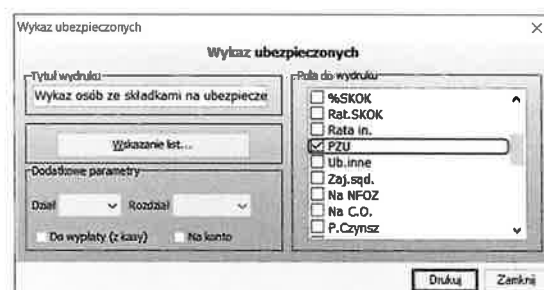 Wykaz ubezpieczonych
Wykaz ubezpieczonych
Tytuł wydruku
Wykaz osób ze składkami na ubezpiecze
Wskazanie list...
Dodatkowe parametry
Dział
Rozdział
Do wypłaty (z kasy)
Na konto
Pola do wydruku
%SKOK
Rat.SKOK
Rata in.
PZU
Ub.inne
Zaj.sąd.
Na NFOZ
Na C.O.
P.Czynsz
Drukuj
Zamknij